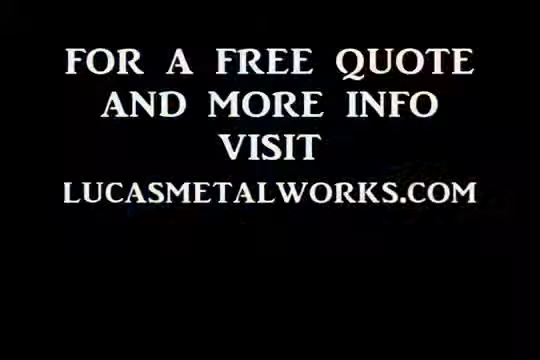 FOR A FREE QUOTE
AND MORE INFO
VISIT
LUCASMETALWORKS.COM